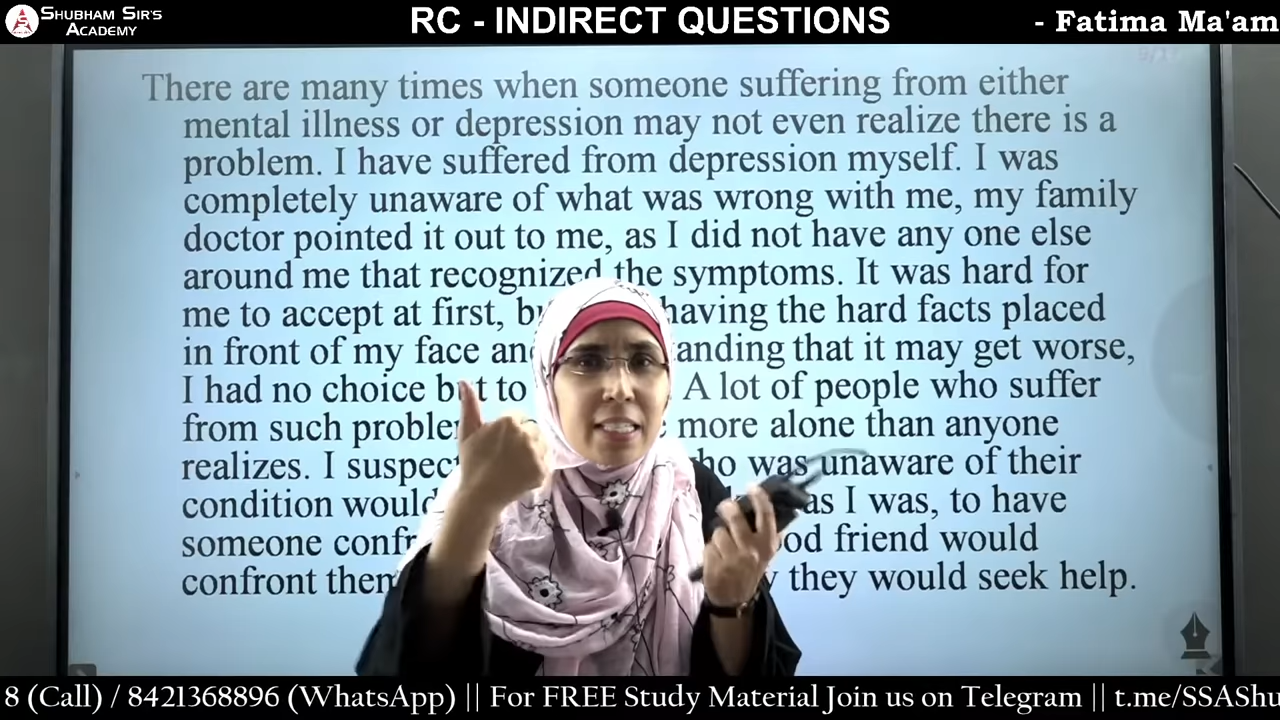 SHUBHAM SIR'S
ACADEMY
RC - INDIRECT QUESTIONS
- Fatima Ma'am
There are many times when someone suffering from either
mental illness or depression may not even realize there is a
problem. I have suffered from depression myself. I was
completely unaware of what was wrong with me, my family
doctor pointed it out to me, as I did not have any one else
around me that recognized the symptoms. It was hard for
me to accept at first, having the hard facts placed
in front of my face that it may get worse,
I had no choice but to A lot of people who suffer
from such more alone than anyone
realizes. I was unaware of their
condition would as I was, to have
someone friend would
confront they would seek help.
8 (Call) / 8421368896 (WhatsApp) || For FREE Study Material Join us on Telegram || t.me/SSAShu